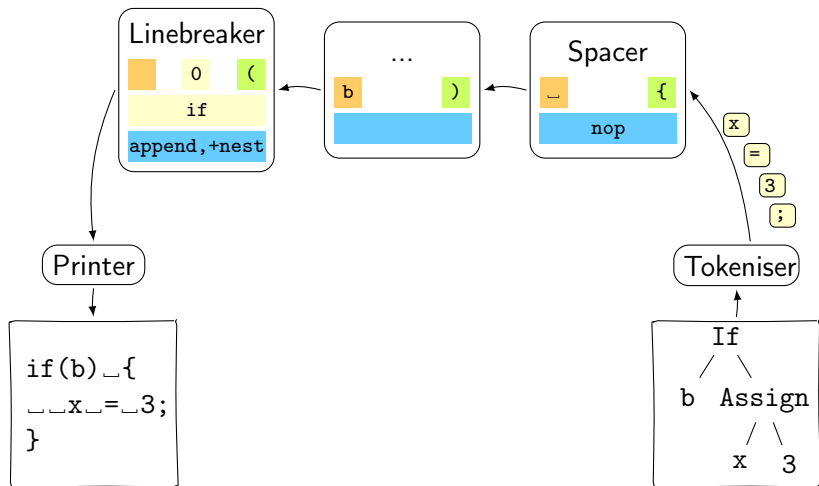 Linebreaker
0 (
if
append,+nest
...
b )
Spacer
⎵ {
nop
x
=
3
;
Printer
Tokeniser
if(b)⎵{
⎵⎵x⎵=⎵3;
}
If
b Assign
x 3